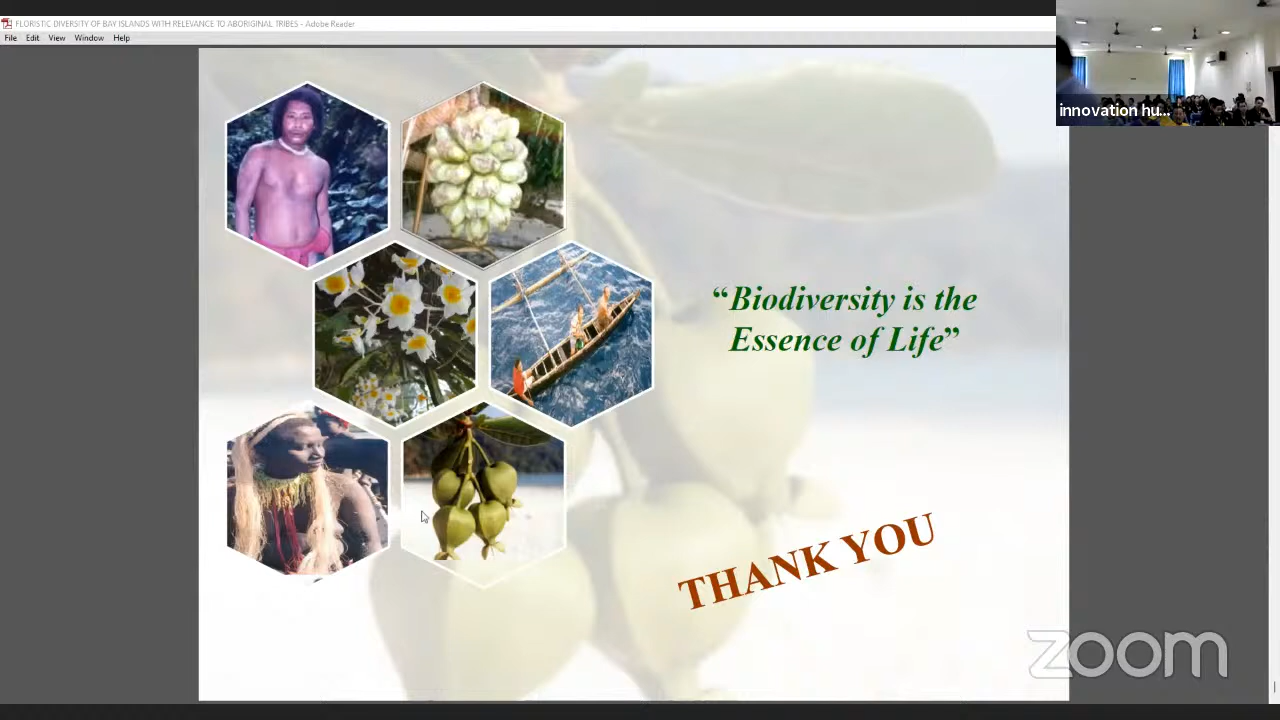 FLORISTIC DIVERSITY OF BAY ISLANDS WITH RELEVANCE TO ABORIGINAL TRIBES - Adobe Reader
File Edit View Window Help
innovation hu...
“Biodiversity is the
Essence of Life”
THANK YOU
zoom